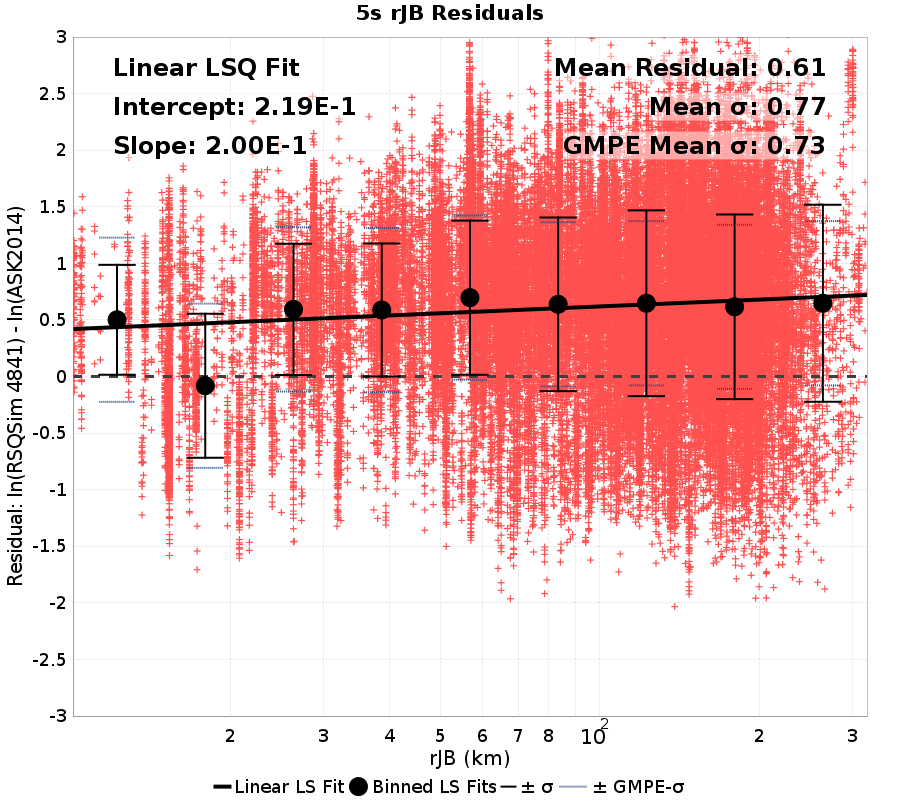 5s rJB Residuals
Linear LSQ Fit
Intercept: 2.19E-1
Slope: 2.00E-1
Mean Residual: 0.61
Mean σ: 0.77
GMPE Mean σ: 0.73
Residual: ln(RSQSim 4841) - ln(ASK2014)
3
2.5
2
1.5
1
0.5
0
-0.5
-1
-1.5
-2
-2.5
-3
2 3 4 5 6 7 8 10² 2 3
rJB (km)
Linear LS Fit Binned LS Fits ± σ ± GMPE-σ